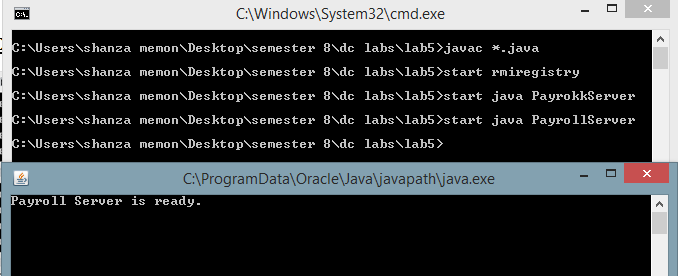 C:\Windows\System32\cmd.exe
C:\Users\shanza memon\Desktop\semester 8\dc labs\lab5>javac *.java
C:\Users\shanza memon\Desktop\semester 8\dc labs\lab5>start rmiregistry
C:\Users\shanza memon\Desktop\semester 8\dc labs\lab5>start java PayrokkServer
C:\Users\shanza memon\Desktop\semester 8\dc labs\lab5>start java PayrollServer
C:\Users\shanza memon\Desktop\semester 8\dc labs\lab5>
C:\ProgramData\Oracle\Java\javapath\java.exe
Payroll Server is ready.